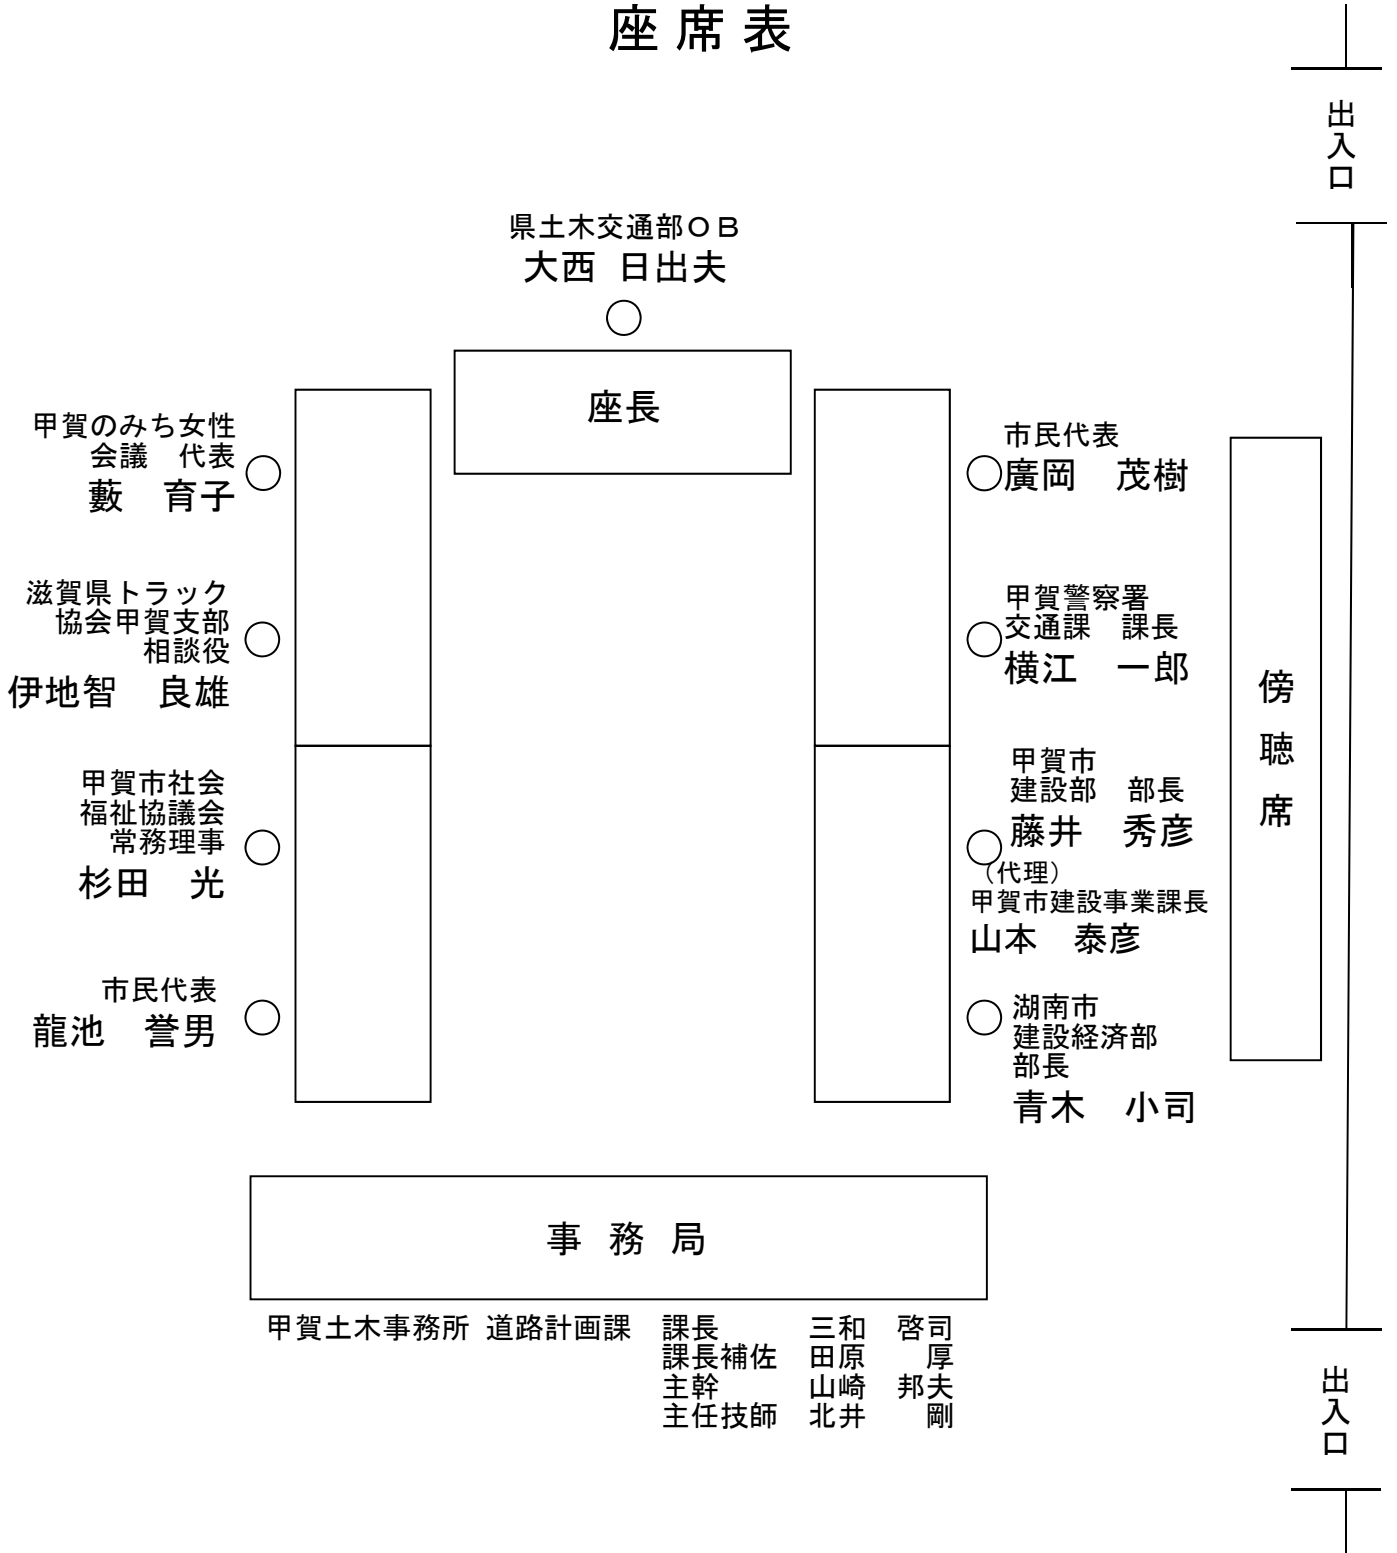 座席表
出入口
県土木交通部ＯＢ
大西 日出夫
座長
甲賀のみち女性
会議　代表
藪　育子
滋賀県トラック
協会甲賀支部
相談役
伊地智　良雄
甲賀市社会
福祉協議会
常務理事
杉田　光
市民代表
龍池　誉男
市民代表
廣岡　茂樹
甲賀警察署
交通課　課長
横江　一郎
甲賀市
建設部　部長
藤井　秀彦
（代理）
甲賀市建設事業課長
山本　泰彦
湖南市
建設経済部
部長
青木　小司
傍聴席
事務局
甲賀土木事務所 道路計画課　課長　三和　啓司
課長補佐　田原　厚
主幹　山崎　邦夫
主任技師　北井　剛
出入口